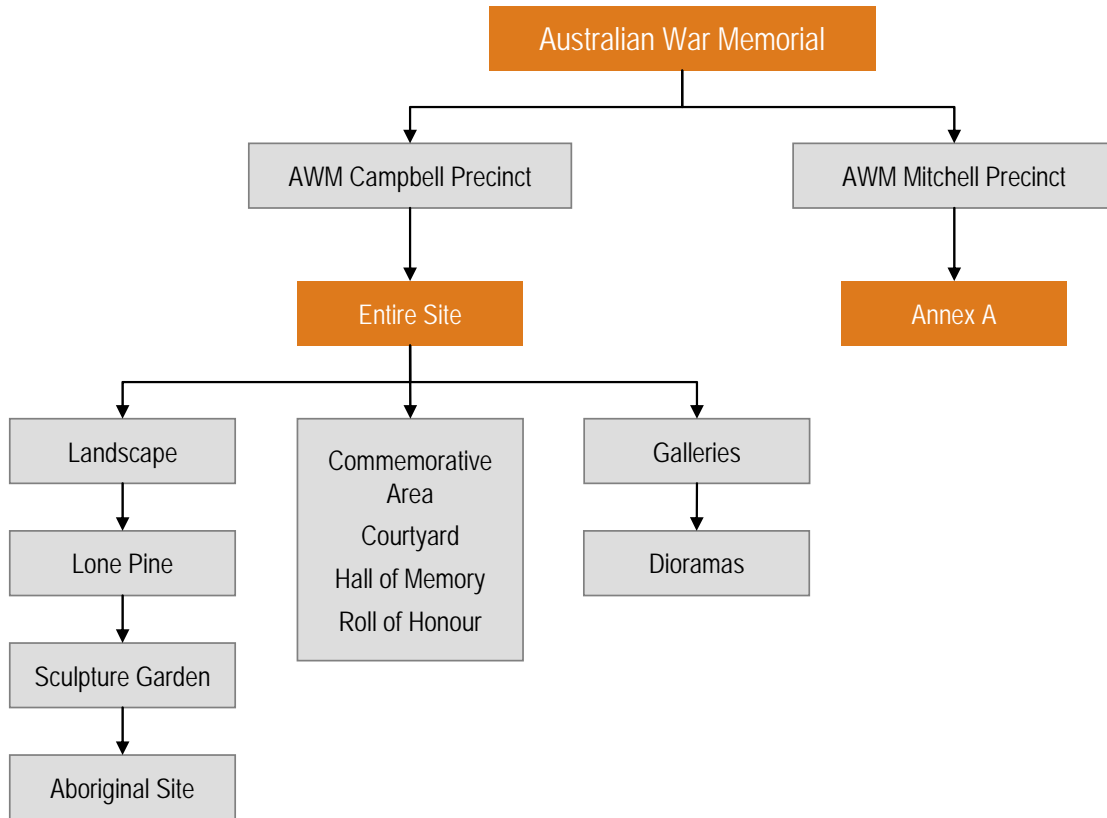 Australian War Memorial
AWM Campbell Precinct
AWM Mitchell Precinct
Entire Site
Annex A
Landscape
Commemorative
Area
Courtyard
Hall of Memory
Roll of Honour
Galleries
Lone Pine
Dioramas
Sculpture Garden
Aboriginal Site